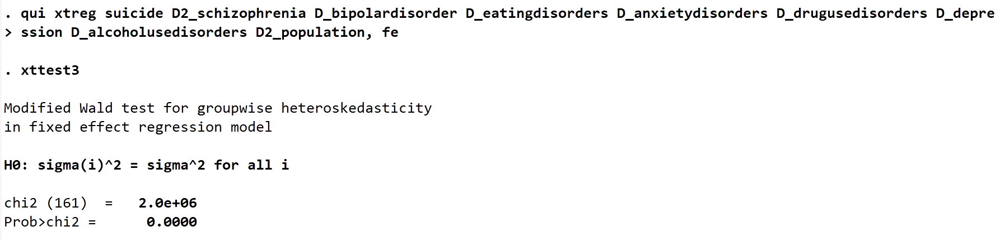 . qui xtreg suicide D2_schizophrenia D_bipolardisorder D_eatingdisorders D_anxietydisorders D_drugusedisorders D_depre
> ssion D_alcoholusedisorders D2_population, fe
. xttest3
Modified Wald test for groupwise heteroskedasticity
in fixed effect regression model
H0: sigma(i)^2 = sigma^2 for all i
chi2 (161)  =   2.0e+06
Prob>chi2 =      0.0000